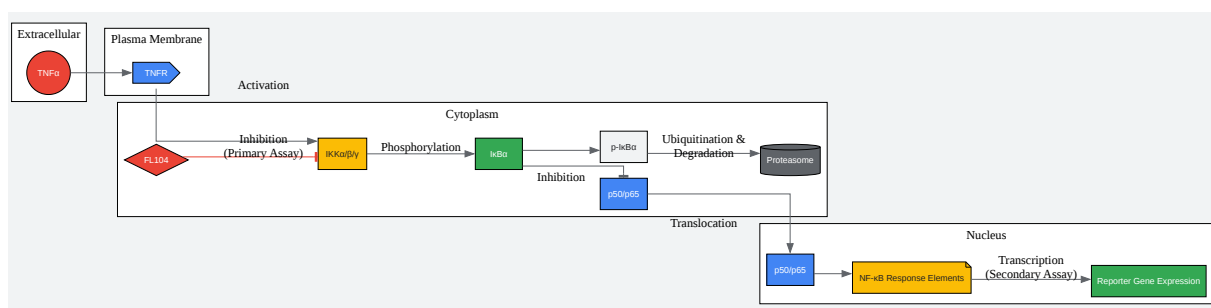 Extracellular
TNFα
Plasma Membrane
TNFR
Activation
Cytoplasm
FL104
Inhibition
(Primary Assay)
IKKα/β/γ
Phosphorylation
IκBα
p-IκBα
Ubiquitination &
Degradation
Proteasome
Inhibition
p50/p65
Translocation
Nucleus
p50/p65
NF-κB Response Elements
Transcription
(Secondary Assay)
Reporter Gene Expression